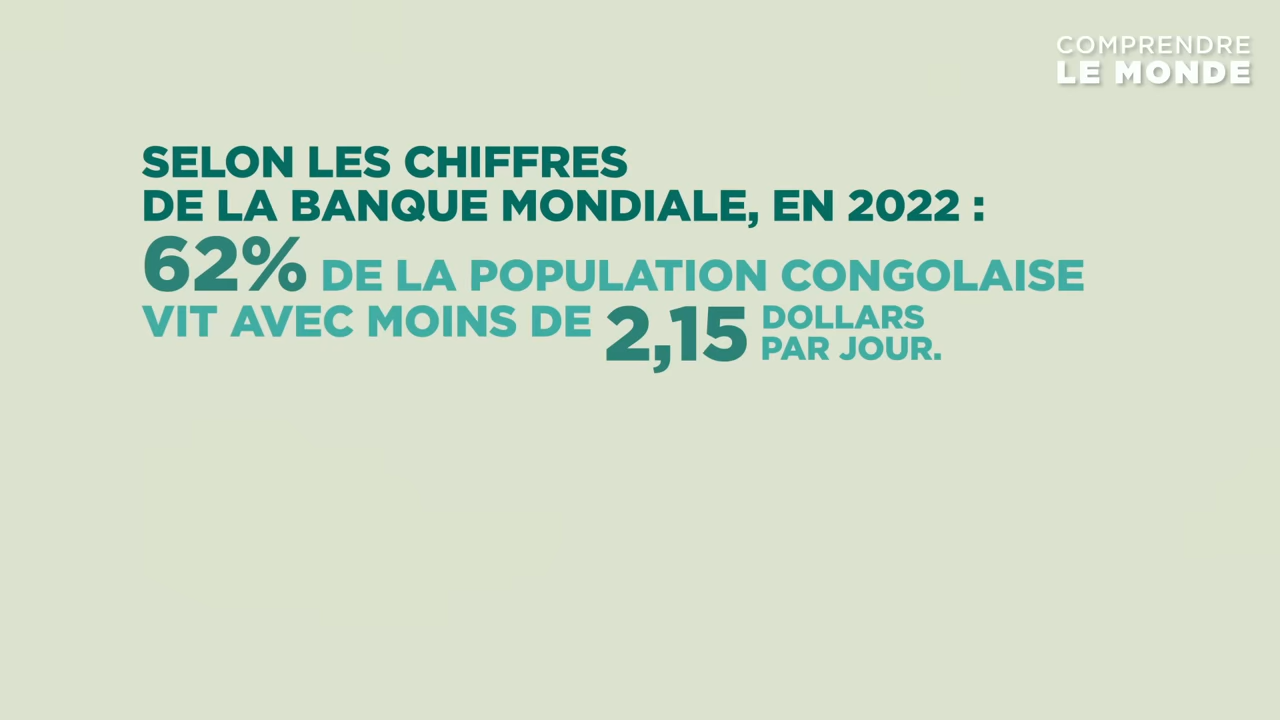 COMPRENDRE
LE MONDE
SELON LES CHIFFRES
DE LA BANQUE MONDIALE, EN 2022 :
62% DE LA POPULATION CONGOLAISE
VIT AVEC MOINS DE 2,15 DOLLARS
PAR JOUR.